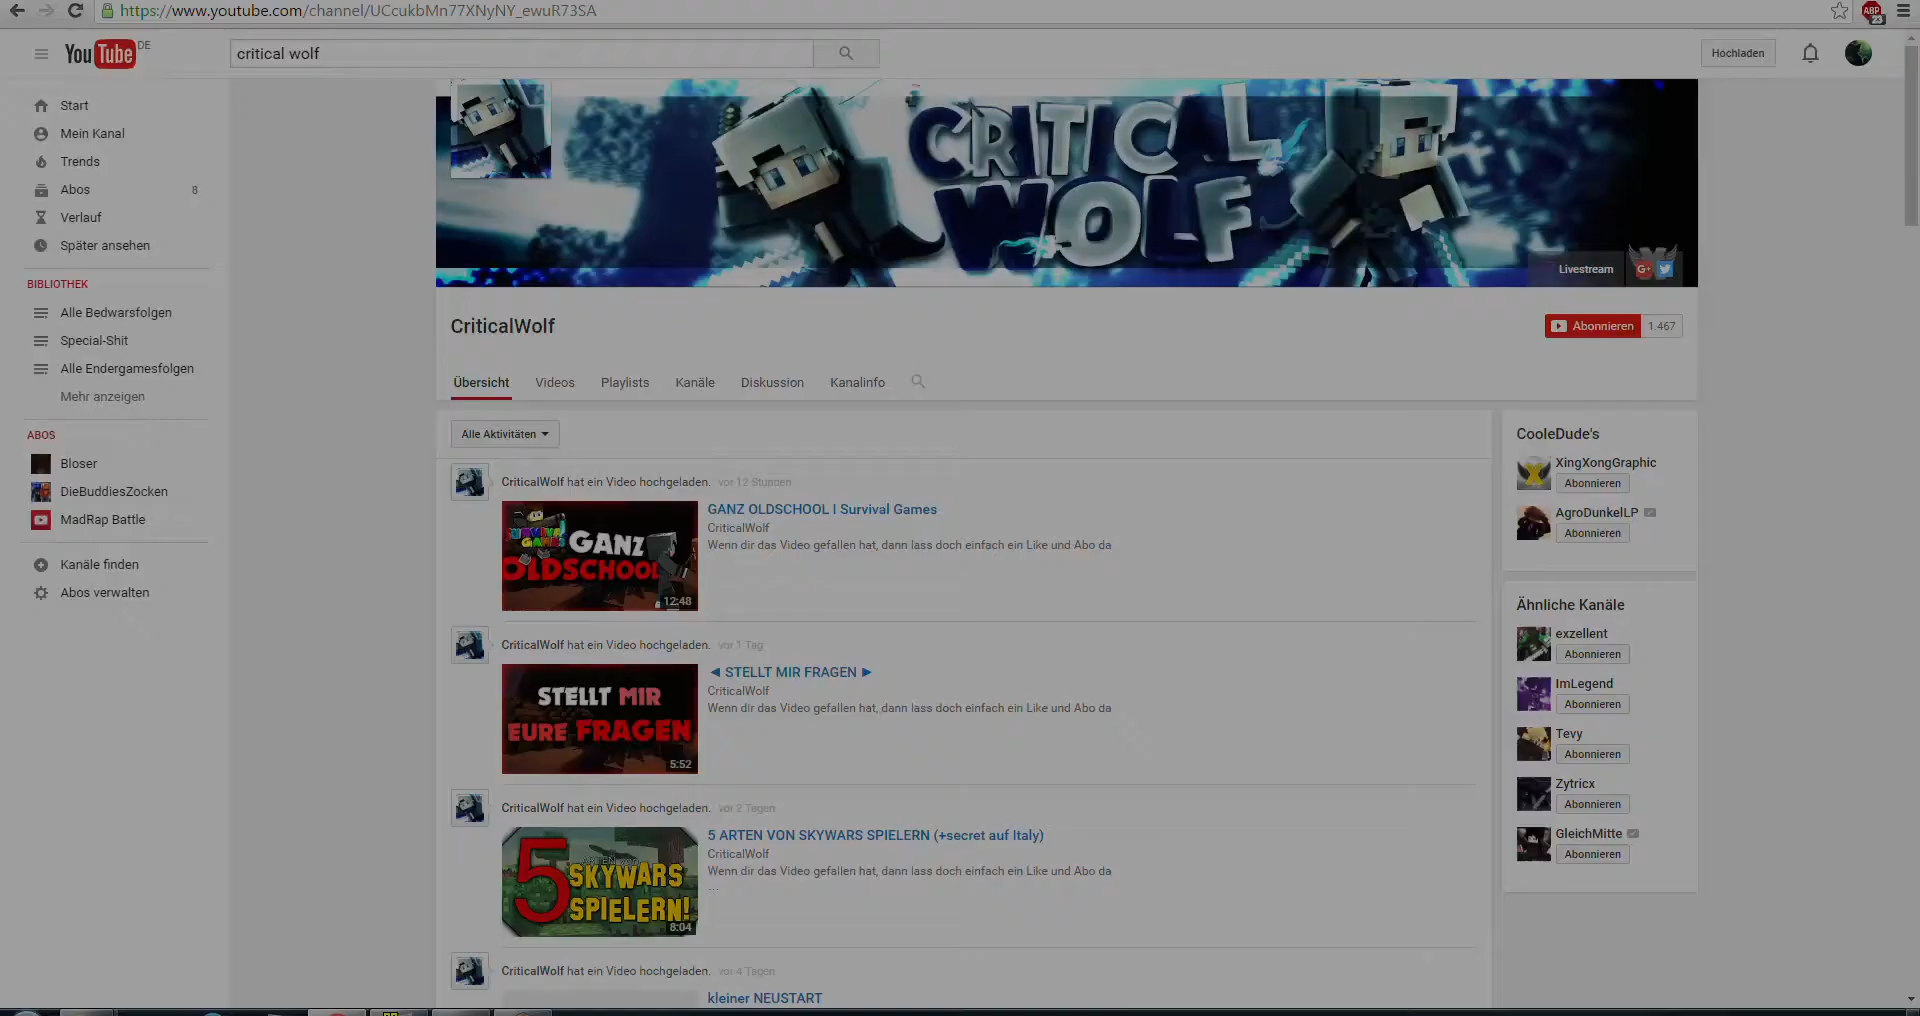 https://www.youtube.com/channel/UCcukbMn77XNyNY_ewuR73SA
ABP
23
YouTube DE
critical wolf
Hochladen
Start
Mein Kanal
Trends
Abos 8
Verlauf
Später ansehen
BIBLIOTHEK
Alle Bedwarsfolgen
Special-Shit
Alle Endergamesfolgen
Mehr anzeigen
ABOS
Bloser
DieBuddiesZocken
MadRap Battle
Kanäle finden
Abos verwalten
CRITICAL
WOLF
Livestream
G+
CriticalWolf
Abonnieren 1.467
Übersicht Videos Playlists Kanäle Diskussion Kanalinfo
Alle Aktivitäten
CriticalWolf hat ein Video hochgeladen. vor 12 Stunden
SURVIVAL
GAMES
GANZ
OLDSCHOOL
12:48
GANZ OLDSCHOOL I Survival Games
CriticalWolf
Wenn dir das Video gefallen hat, dann lass doch einfach ein Like und Abo da
CriticalWolf hat ein Video hochgeladen. vor 1 Tag
STELLT MIR
EURE FRAGEN
5:52
◄ STELLT MIR FRAGEN ►
CriticalWolf
Wenn dir das Video gefallen hat, dann lass doch einfach ein Like und Abo da
CriticalWolf hat ein Video hochgeladen. vor 2 Tagen
5 ARTEN VON
SKYWARS
SPIELERN!
8:04
5 ARTEN VON SKYWARS SPIELERN (+secret auf Italy)
CriticalWolf
Wenn dir das Video gefallen hat, dann lass doch einfach ein Like und Abo da
...
CriticalWolf hat ein Video hochgeladen. vor 4 Tagen
kleiner NEUSTART
CooleDude's
XingXongGraphic
Abonnieren
AgroDunkelLP
Abonnieren
Ähnliche Kanäle
exzellent
Abonnieren
ImLegend
Abonnieren
Tevy
Abonnieren
Zytricx
Abonnieren
GleichMitte
Abonnieren